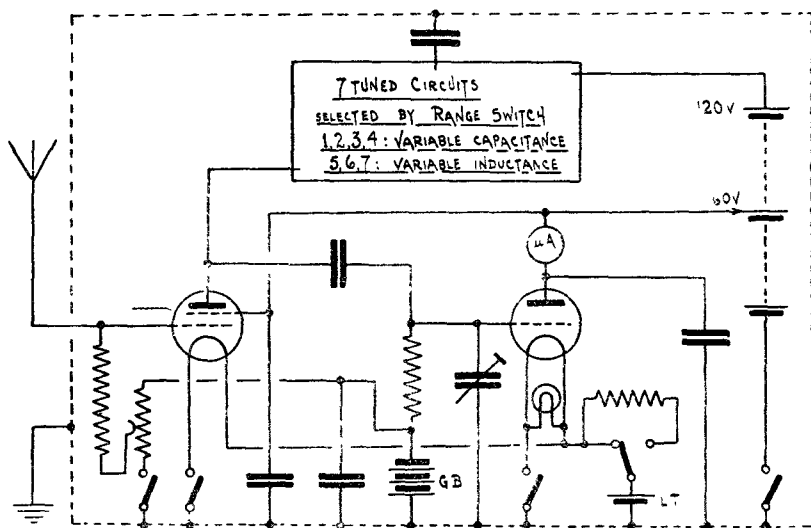 7 TUNED CIRCUITS
SELECTED BY RANGE SWITCH
1,2,3,4: VARIABLE CAPACITANCE
5,6,7: VARIABLE INDUCTANCE
120V
60V
µA
GB
LT